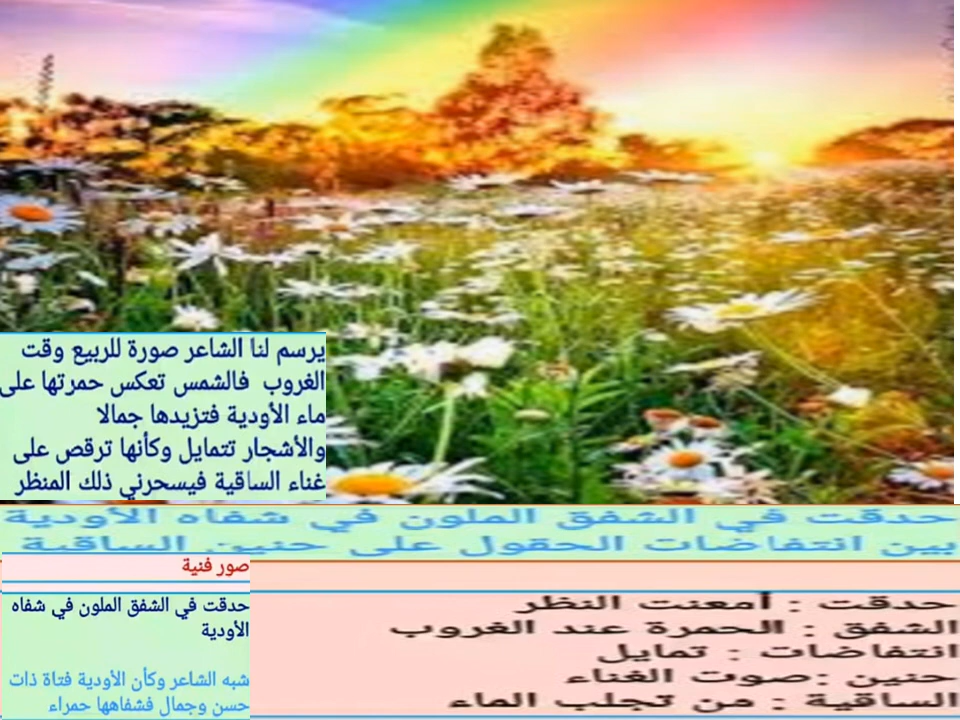 يرسم لنا الشاعر صورة للربيع وقت
الغروب فالشمس تعكس حمرتها على
ماء الأودية فتزيدها جمالا
والأشجار تتمايل وكأنها ترقص على
غناء الساقية فيسحرني ذلك المنظر
حدقت في الشفق الملون في شفاه الأودية
بين انتفاضات الحقول على حنين الساقية
صور فنية
حدقت في الشفق الملون في شفاه
الأودية
شبه الشاعر وكأن الأودية فتاة ذات
حسن وجمال فشفاهها حمراء
حدقت : أمعنت النظر
الشفق : الحمرة عند الغروب
انتفاضات : تمايل
حنين :صوت الغناء
الساقية : من تجلب الماء